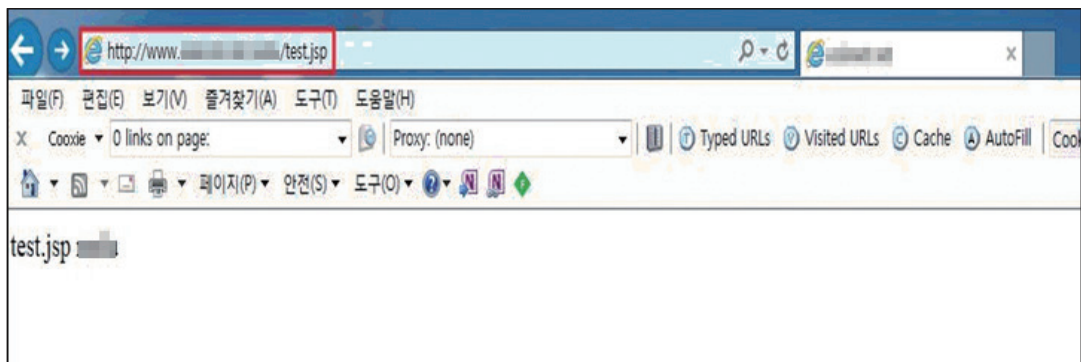 http://www. /test.jsp
파일(F) 편집(E) 보기(V) 즐겨찾기(A) 도구(T) 도움말(H)
X Cooxie 0 links on page: Proxy: (none) Typed URLs Visited URLs Cache AutoFill Cook
페이지(P) 안전(S) 도구(O)
test.jsp